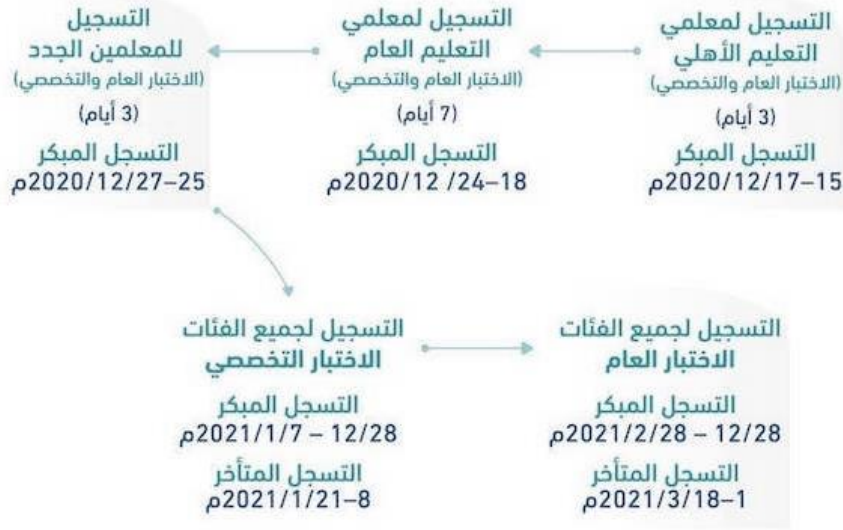 التسجيل لمعلمي
التعليم الأهلي
(الاختبار العام والتخصصي)
(3 أيام)
التسجل المبكر
15–2020/12/17م
التسجيل لمعلمي
التعليم العام
(الاختبار العام والتخصصي)
(7 أيام)
التسجل المبكر
18–24/ 2020/12م
التسجيل
للمعلمين الجدد
(الاختبار العام والتخصصي)
(3 أيام)
التسجل المبكر
25–2020/12/27م
التسجيل لجميع الفئات
الاختبار التخصصي
التسجل المبكر
12/28 – 2021/1/7م
التسجل المتأخر
8–2021/1/21م
التسجيل لجميع الفئات
الاختبار العام
التسجل المبكر
12/28 – 2021/2/28م
التسجل المتأخر
1–2021/3/18م